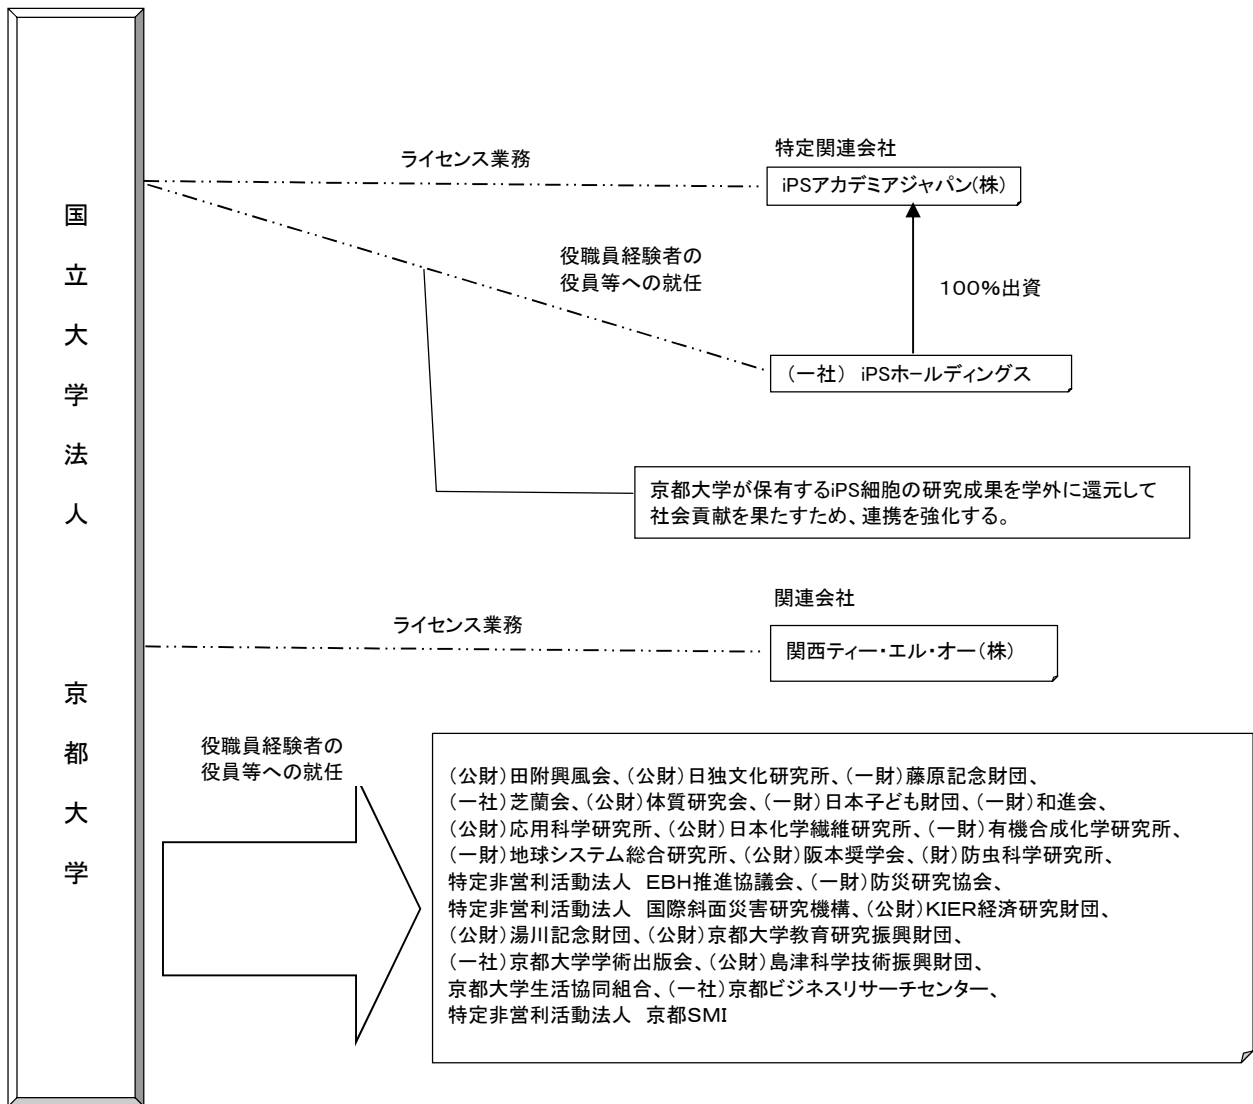 国立大学法人　京都大学
ライセンス業務
特定関連会社
iPSアカデミアジャパン(株)
役職員経験者の
役員等への就任
100%出資
（一社） iPSホールディングス
京都大学が保有するiPS細胞の研究成果を学外に還元して
社会貢献を果たすため、連携を強化する。
関連会社
ライセンス業務
関西ティー・エル・オー(株)
役職員経験者の
役員等への就任
(公財)田附興風会、(公財)日独文化研究所、(一財)藤原記念財団、
(一社)芝蘭会、(公財)体質研究会、(一財)日本子ども財団、(一財)和進会、
(公財)応用科学研究所、(公財)日本化学繊維研究所、(一財)有機合成化学研究所、
(一財)地球システム総合研究所、(公財)阪本奨学会、(財)防虫科学研究所、
特定非営利活動法人　EBH推進協議会、(一財)防災研究協会、
特定非営利活動法人　国際斜面災害研究機構、(公財)KIER経済研究財団、
(公財)湯川記念財団、(公財)京都大学教育研究振興財団、
(一社)京都大学学術出版会、(公財)島津科学技術振興財団、
京都大学生活協同組合、(一社)京都ビジネスリサーチセンター、
特定非営利活動法人　京都SMI